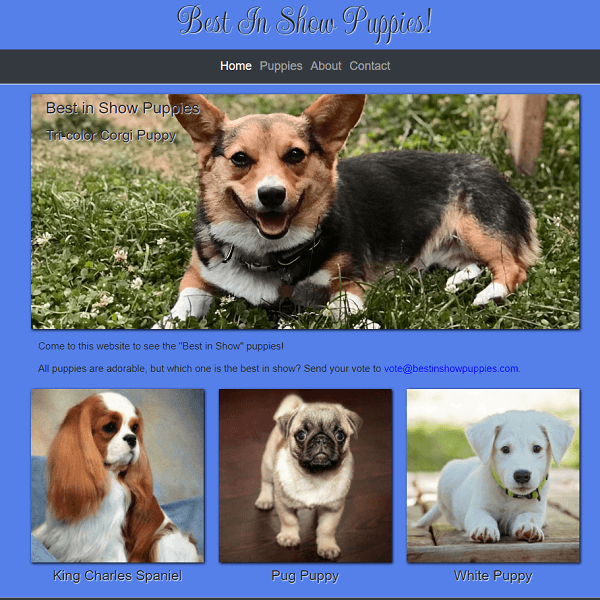 Best In Show Puppies!
Home Puppies About Contact
Best in Show Puppies
Tri-color Corgi Puppy
Come to this website to see the "Best in Show" puppies!
All puppies are adorable, but which one is the best in show? Send your vote to vote@bestinshowpuppies.com.
King Charles Spaniel
Pug Puppy
White Puppy